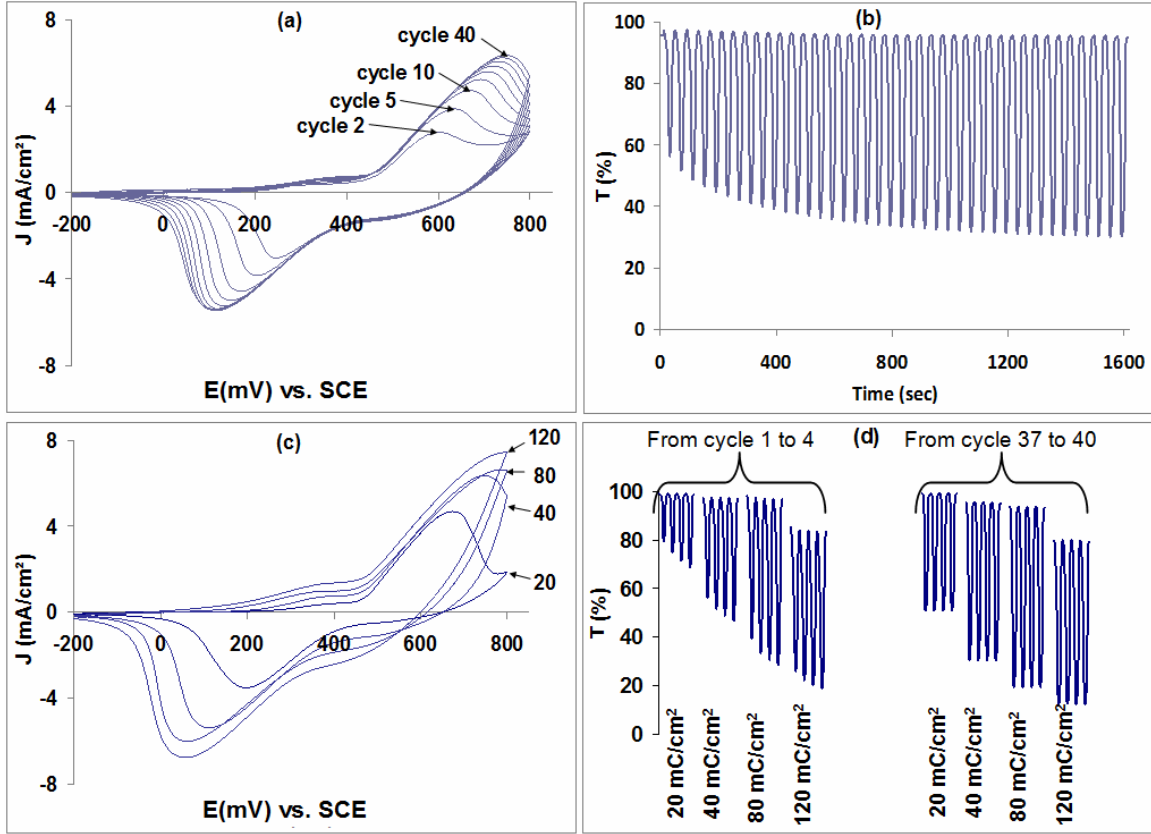 (a)
8
4
0
-4
-8
-200
0
200
400
600
800
J (mA/cm²)
E(mV) vs. SCE
cycle 40
cycle 10
cycle 5
cycle 2
(b)
100
80
60
40
20
0
0
400
800
1200
1600
T (%)
Time (sec)
(c)
8
4
0
-4
-8
-200
0
200
400
600
800
J (mA/cm²)
E(mV) vs. SCE
120
80
40
20
From cycle 1 to 4
(d)
From cycle 37 to 40
100
80
60
40
20
0
T (%)
20 mC/cm²
40 mC/cm²
80 mC/cm²
120 mC/cm²
20 mC/cm²
40 mC/cm²
80 mC/cm²
120 mC/cm²